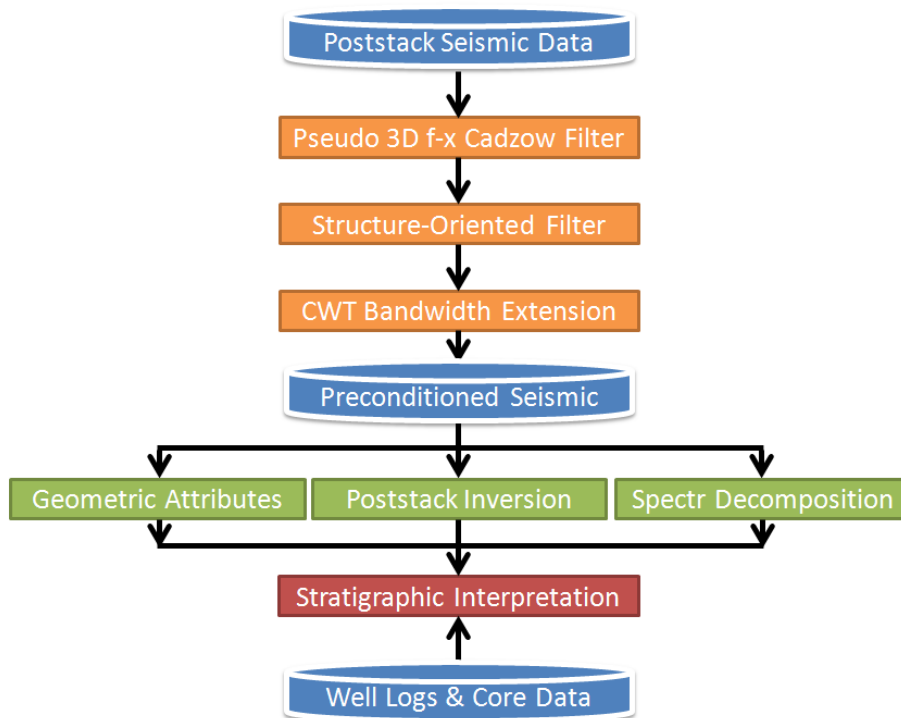 Poststack Seismic Data
Pseudo 3D f-x Cadzow Filter
Structure-Oriented Filter
CWT Bandwidth Extension
Preconditioned Seismic
Geometric Attributes
Poststack Inversion
Spectr Decomposition
Stratigraphic Interpretation
Well Logs & Core Data